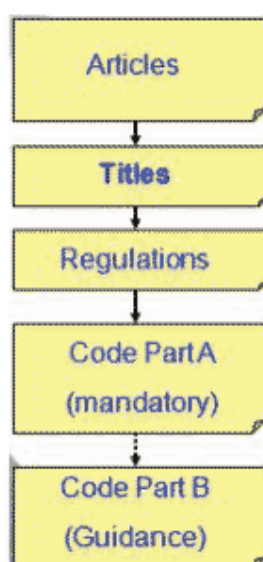 Articles
Titles
Regulations
Code Part A
(mandatory)
Code Part B
(Guidance)